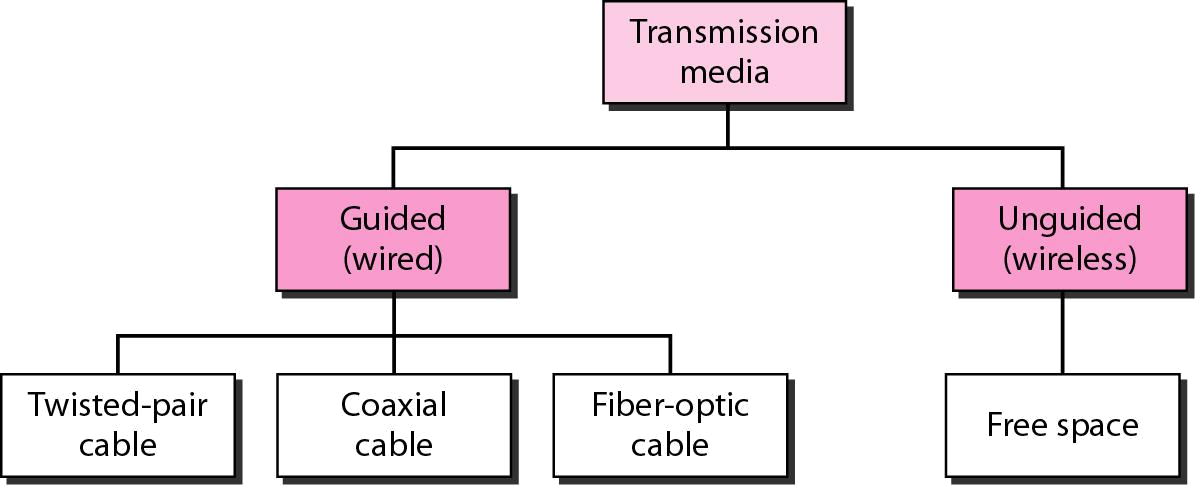 Transmission
media
Guided
(wired)
Unguided
(wireless)
Twisted-pair
cable
Coaxial
cable
Fiber-optic
cable
Free space